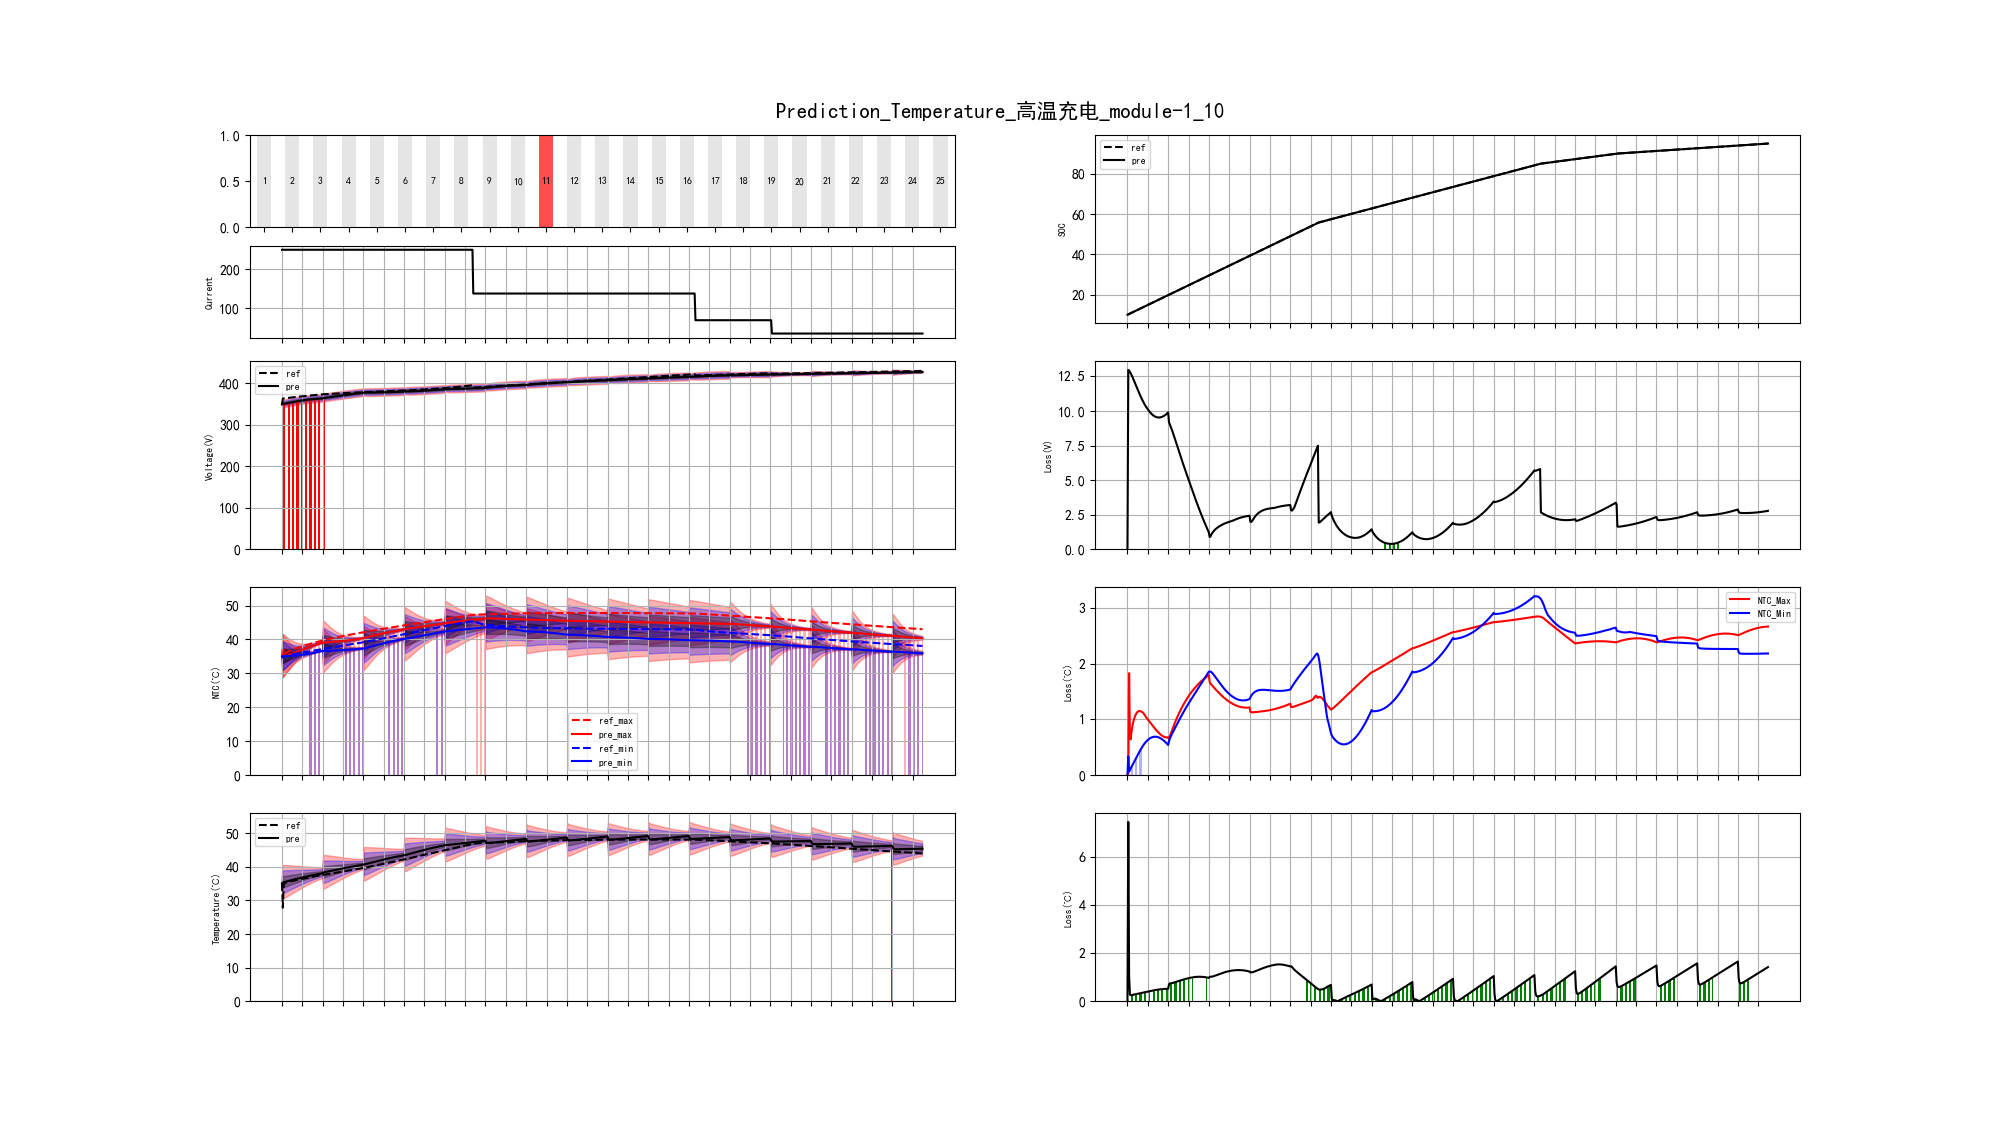 Prediction_Temperature_高温充电_module-1_10
1.0
0.5
0.0
1 2 3 4 5 6 7 8 9 10 11 12 13 14 15 16 17 18 19 20 21 22 23 24 25
Current
200
100
Voltage(V)
400
300
200
100
0
ref
pre
NTC(℃)
50
40
30
20
10
0
ref_max
pre_max
ref_min
pre_min
Temperature(℃)
50
40
30
20
10
0
ref
pre
SOC
80
60
40
20
ref
pre
Loss(V)
12.5
10.0
7.5
5.0
2.5
0.0
Loss(℃)
3
2
1
0
NTC_Max
NTC_Min
Loss(℃)
6
4
2
0